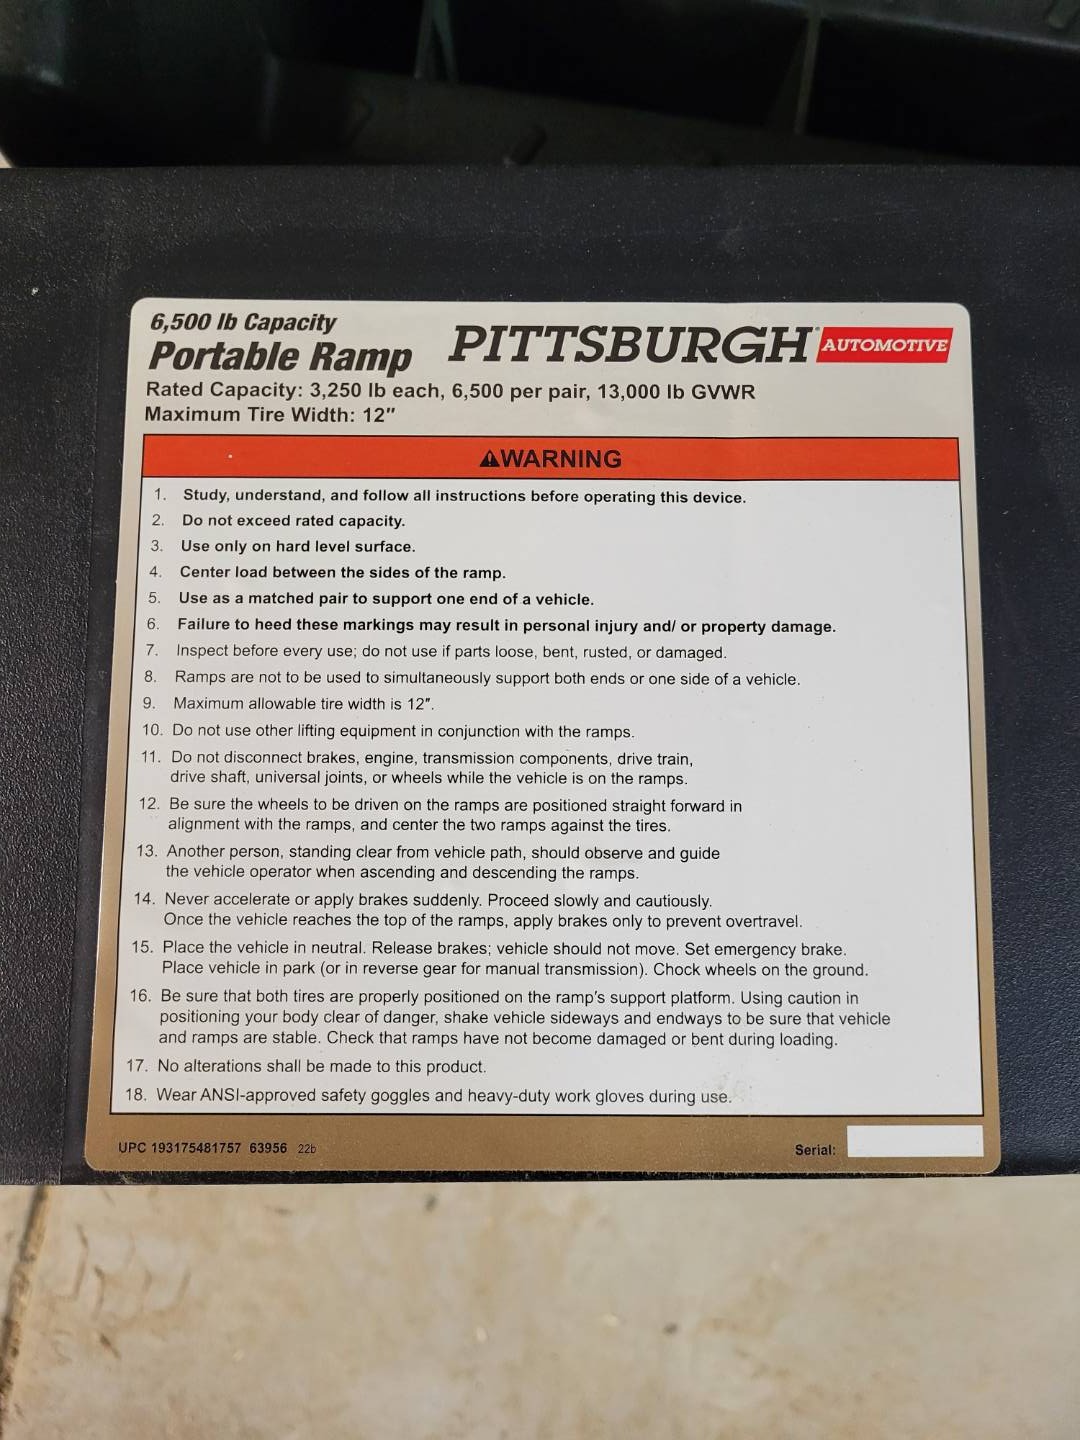 6,500 lb Capacity
Portable Ramp
PITTSBURGH® AUTOMOTIVE
Rated Capacity: 3,250 lb each, 6,500 per pair, 13,000 lb GVWR
Maximum Tire Width: 12″
⚠WARNING
1. Study, understand, and follow all instructions before operating this device.
2. Do not exceed rated capacity.
3. Use only on hard level surface.
4. Center load between the sides of the ramp.
5. Use as a matched pair to support one end of a vehicle.
6. Failure to heed these markings may result in personal injury and/ or property damage.
7. Inspect before every use; do not use if parts loose, bent, rusted, or damaged.
8. Ramps are not to be used to simultaneously support both ends or one side of a vehicle.
9. Maximum allowable tire width is 12″.
10. Do not use other lifting equipment in conjunction with the ramps.
11. Do not disconnect brakes, engine, transmission components, drive train,
drive shaft, universal joints, or wheels while the vehicle is on the ramps.
12. Be sure the wheels to be driven on the ramps are positioned straight forward in
alignment with the ramps, and center the two ramps against the tires.
13. Another person, standing clear from vehicle path, should observe and guide
the vehicle operator when ascending and descending the ramps.
14. Never accelerate or apply brakes suddenly. Proceed slowly and cautiously.
Once the vehicle reaches the top of the ramps, apply brakes only to prevent overtravel.
15. Place the vehicle in neutral. Release brakes; vehicle should not move. Set emergency brake.
Place vehicle in park (or in reverse gear for manual transmission). Chock wheels on the ground.
16. Be sure that both tires are properly positioned on the ramp's support platform. Using caution in
positioning your body clear of danger, shake vehicle sideways and endways to be sure that vehicle
and ramps are stable. Check that ramps have not become damaged or bent during loading.
17. No alterations shall be made to this product.
18. Wear ANSI-approved safety goggles and heavy-duty work gloves during use.
UPC 193175481757 63956 22b
Serial: